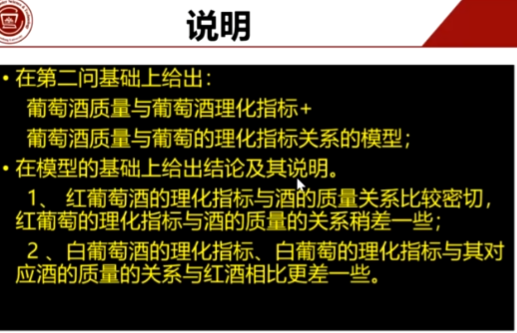 说明
• 在第二问基础上给出：
葡萄酒质量与葡萄酒理化指标+
葡萄酒质量与葡萄的理化指标关系的模型；
• 在模型的基础上给出结论及其说明。
1、 红葡萄酒的理化指标与酒的质量关系比较密切，
红葡萄的理化指标与酒的质量的关系稍差一些；
2 、白葡萄酒的理化指标、白葡萄的理化指标与其对
应酒的质量的关系与红酒相比更差一些。